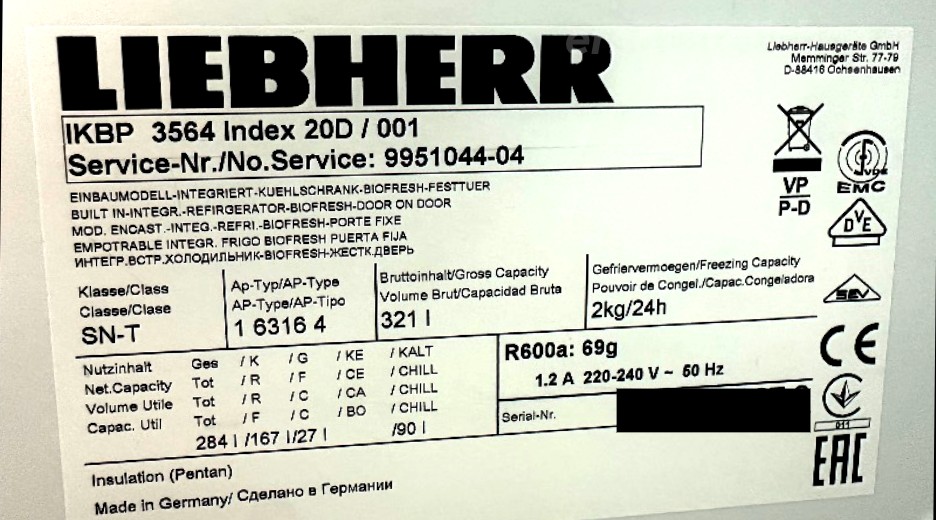 LIEBHERR
Liebherr-Hausgeräte GmbH
Memminger Str. 77-79
D-88416 Ochsenhausen
IKBP 3564 Index 20D / 001
Service-Nr./No.Service: 9951044-04
VP
P-D
VDE
EMC
DVE
SEV
CE
011
EAC
EINBAUMODELL-INTEGRIERT-KUEHLSCHRANK-BIOFRESH-FESTTUER
BUILT IN-INTEGR.-REFIRGERATOR-BIOFRESH-DOOR ON DOOR
MOD. ENCAST.-INTEG.-REFRI.-BIOFRESH-PORTE FIXE
EMPOTRABLE INTEGR. FRIGO BIOFRESH PUERTA FIJA
ИНТЕГР.ВСТР.ХОЛОДИЛЬНИК-BIOFRESH-ЖЕСТК.ДВЕРЬ
Klasse/Class
Classe/Clase
SN-T
Ap-Typ/AP-Type
AP-Type/AP-Tipo
1 6316 4
Bruttoinhalt/Gross Capacity
Volume Brut/Capacidad Bruta
321 l
Gefriervermoegen/Freezing Capacity
Pouvoir de Congel./Capac.Congeladora
2kg/24h
Nutzinhalt Ges / K / G / KE / KALT
Net.Capacity Tot / R / F / CE / CHILL
Volume Utile Tot / R / C / CA / CHILL
Capac. Util Tot / F / C / BO / CHILL
284 l /167 l/27 l /90 l
R600a: 69g
1.2 A 220-240 V ~ 50 Hz
Serial-Nr.
Insulation (Pentan)
Made in Germany/ Сделано в Германии